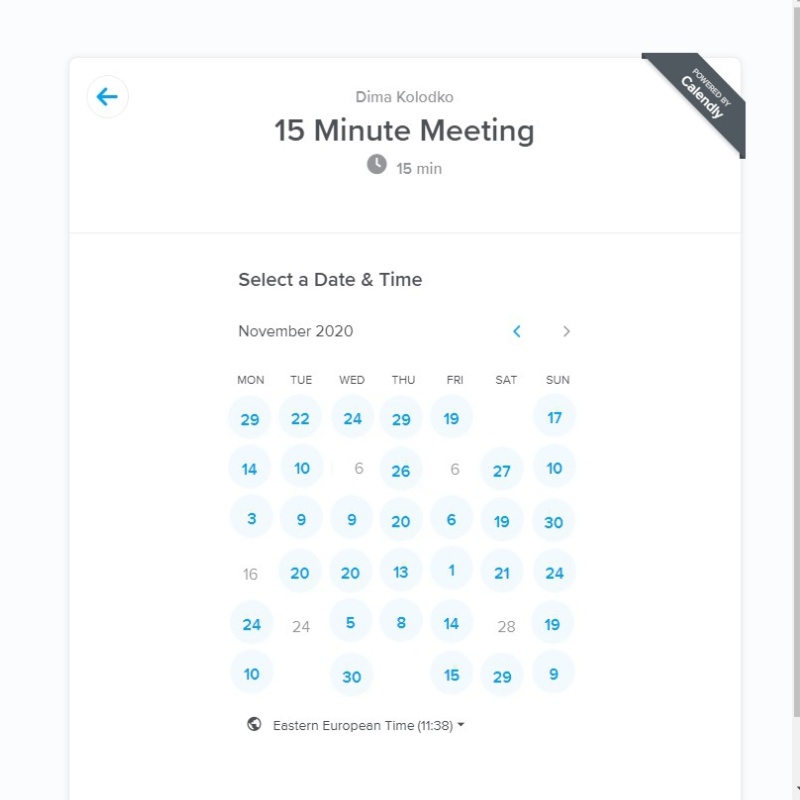 POWERED BY
Calendly
Dima Kolodko
15 Minute Meeting
15 min
Select a Date & Time
November 2020
MON TUE WED THU FRI SAT SUN
29 22 24 29 19 17
14 10 6 26 6 27 10
3 9 9 20 6 19 30
16 20 20 13 1 21 24
24 24 5 8 14 28 19
10 30 15 29 9
Eastern European Time (11:38)